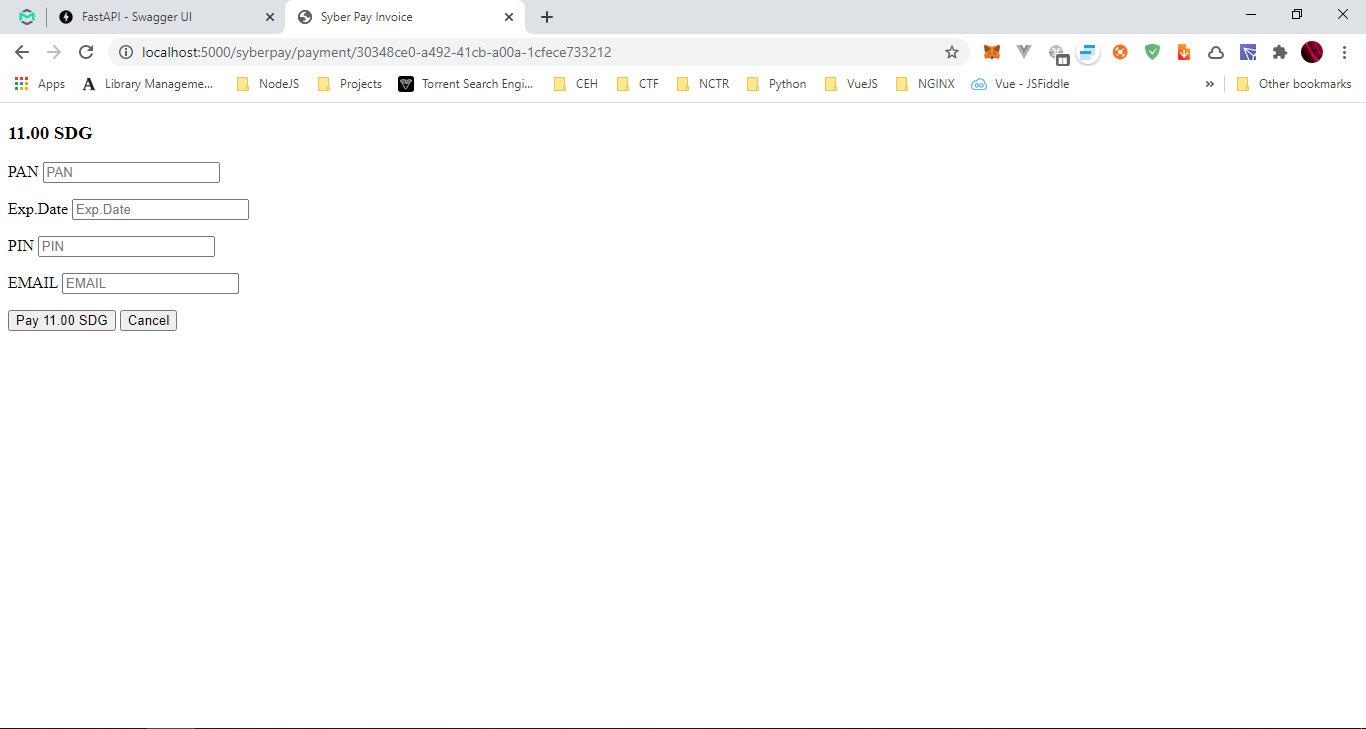 FastAPI - Swagger UI
Syber Pay Invoice
localhost:5000/syberpay/payment/30348ce0-a492-41cb-a00a-1cfece733212
Apps Library Manageme... NodeJS Projects Torrent Search Engi... CEH CTF NCTR Python VueJS NGINX Vue - JSFiddle » Other bookmarks
11.00 SDG
PAN PAN
Exp.Date Exp.Date
PIN PIN
EMAIL EMAIL
Pay 11.00 SDG Cancel